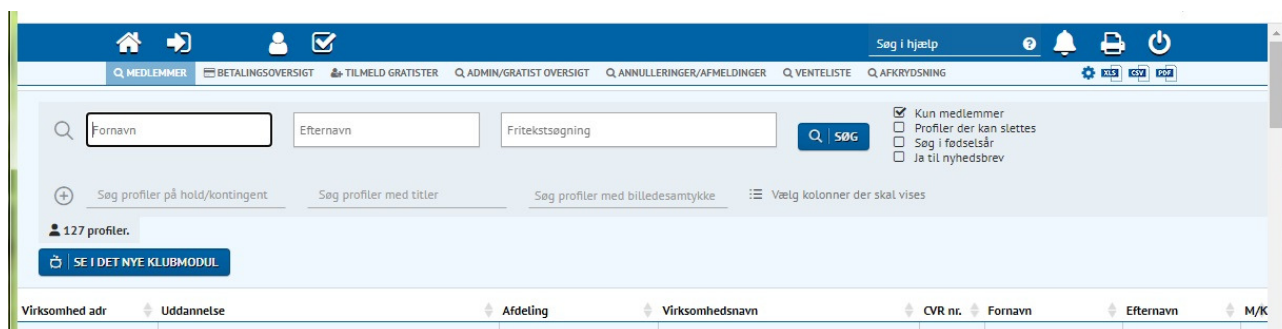 Søg i hjælp
MEDLEMMER BETALINGSOVERSIGT TILMELD GRATISTER ADMIN/GRATIST OVERSIGT ANNULLERINGER/AFMELDINGER VENTELISTE AFKRYDSNING XLS CSV PDF
Fornavn Efternavn Fritekstsøgning SØG
Kun medlemmer
Profiler der kan slettes
Søg i fødselsår
Ja til nyhedsbrev
Søg profiler på hold/kontingent Søg profiler med titler Søg profiler med billedesamtykke Vælg kolonner der skal vises
127 profiler.
SE I DET NYE KLUBMODUL
Virksomhed adr Uddannelse Afdeling Virksomhedsnavn CVR nr. Fornavn Efternavn M/K